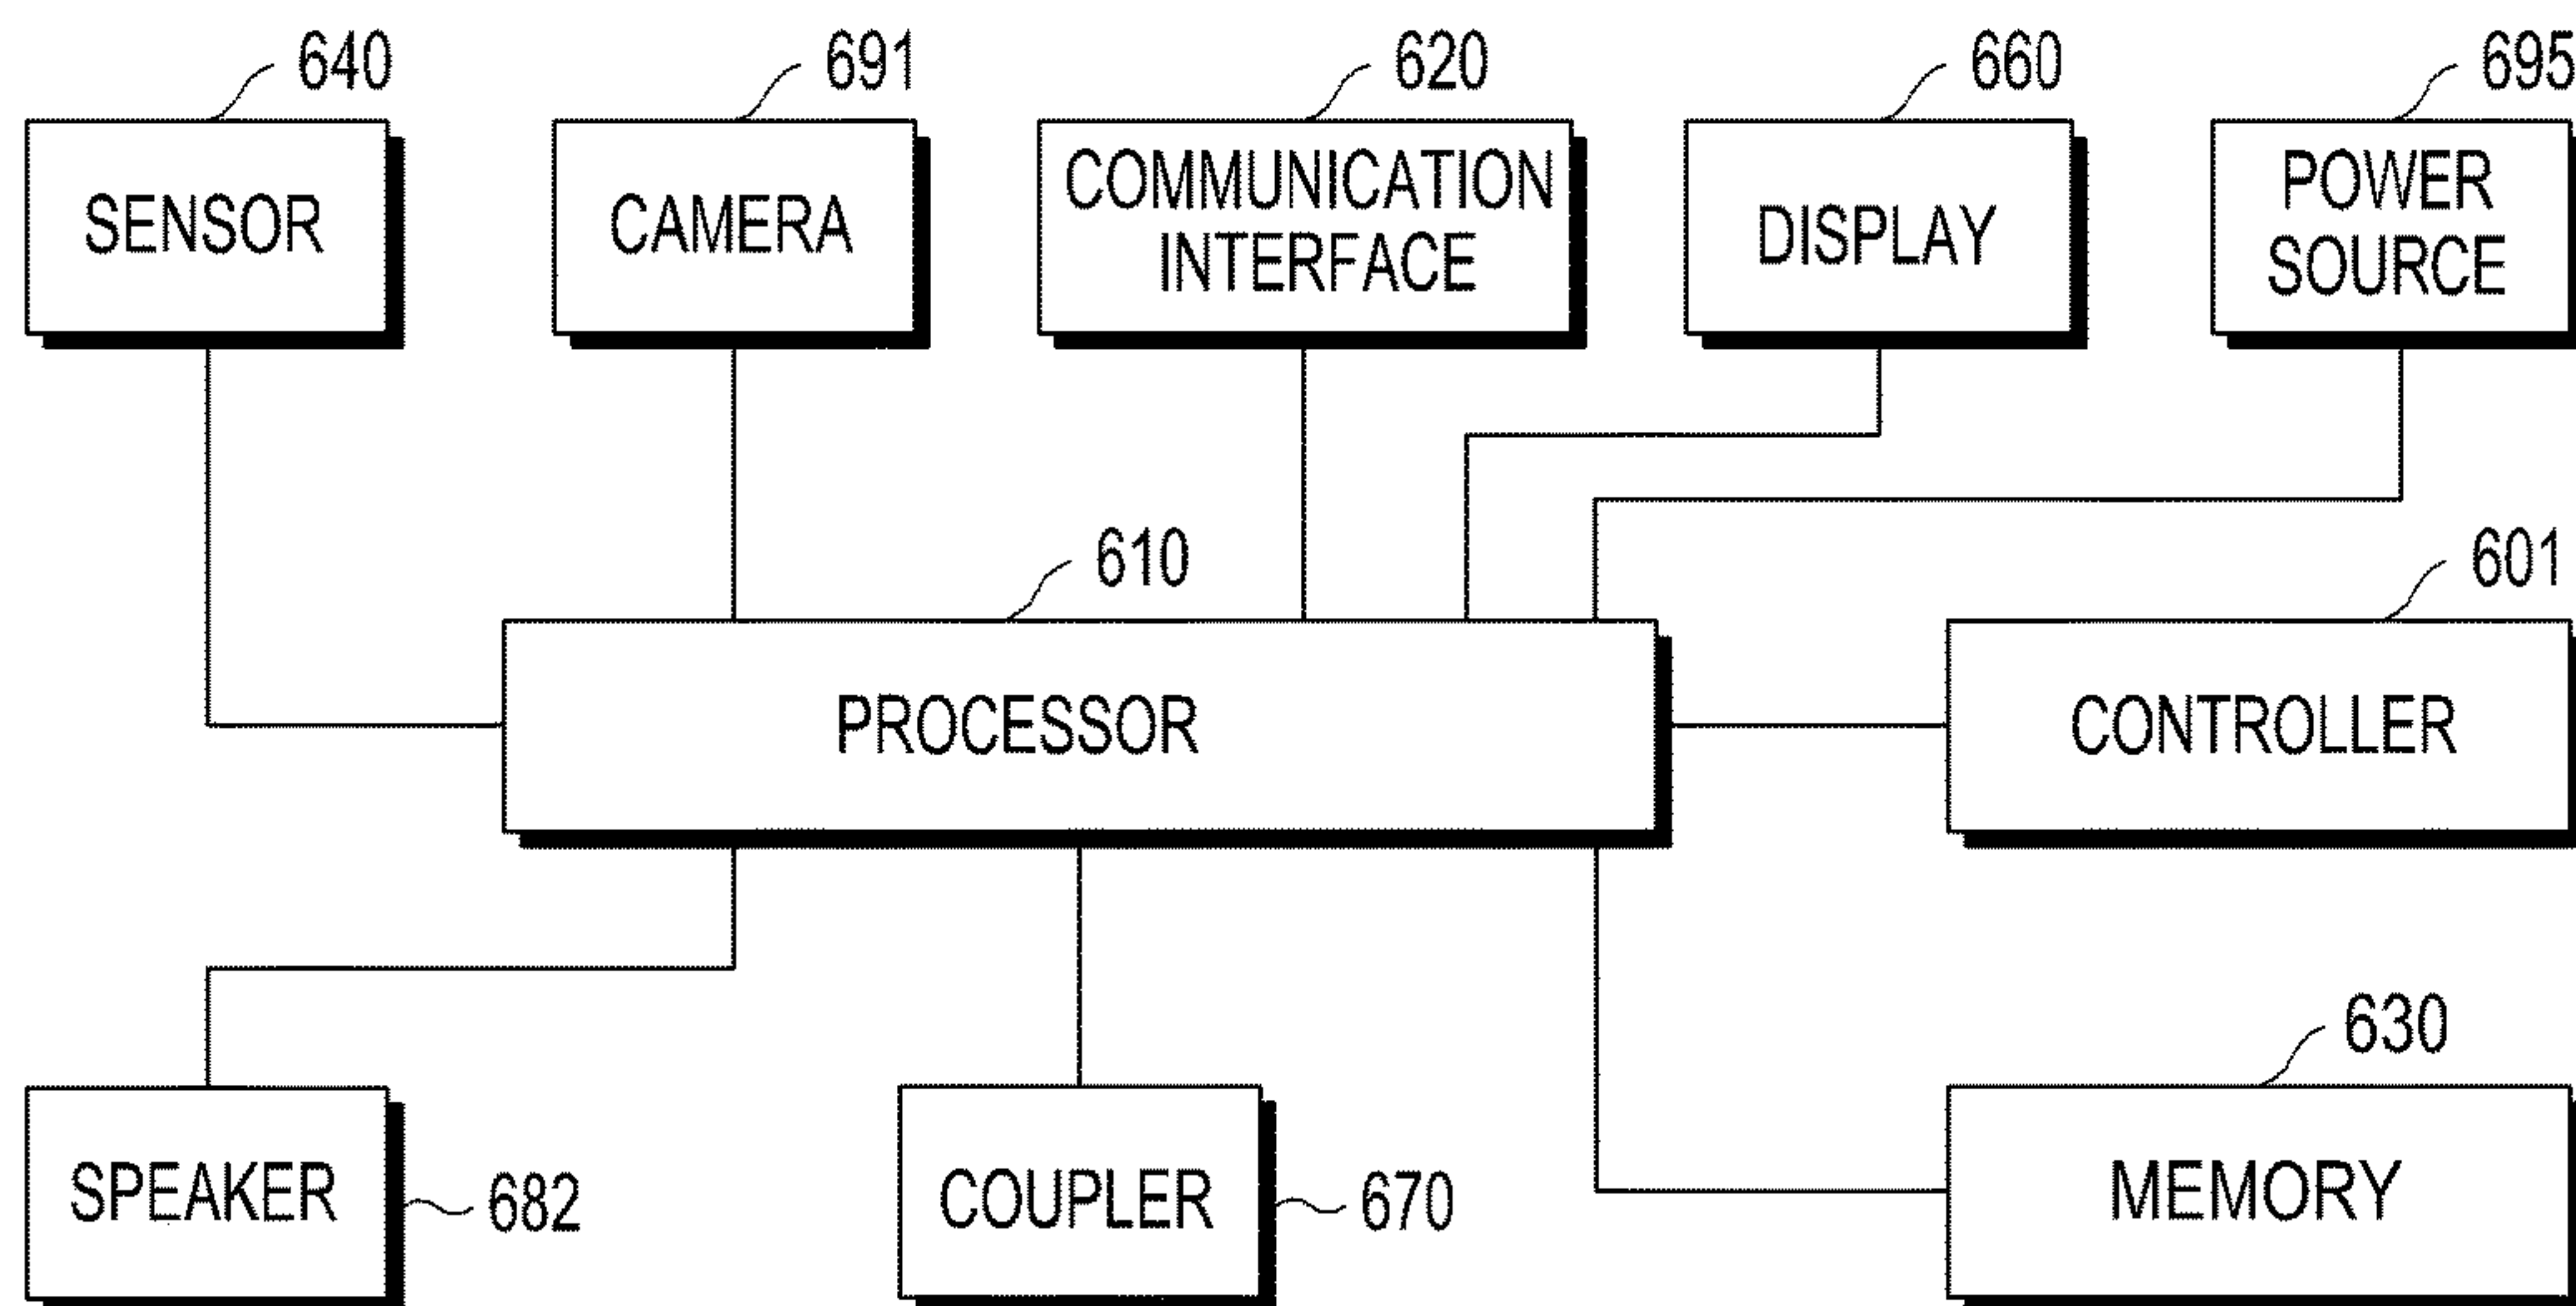 640
691
620
660
695
SENSOR
CAMERA
COMMUNICATION
INTERFACE
DISPLAY
POWER
SOURCE
610
601
PROCESSOR
CONTROLLER
630
SPEAKER
682
COUPLER
670
MEMORY